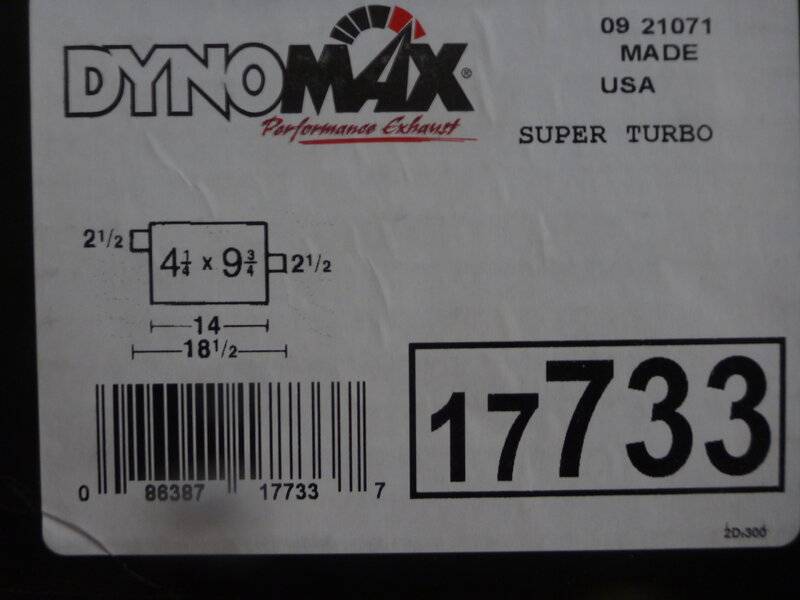 DYNOMAX®
Performance Exhaust
09 21071
MADE
USA
SUPER TURBO
2 1/2
4 1/4 x 9 3/4
2 1/2
14
18 1/2
17733
0 86387 17733 7
2D-300